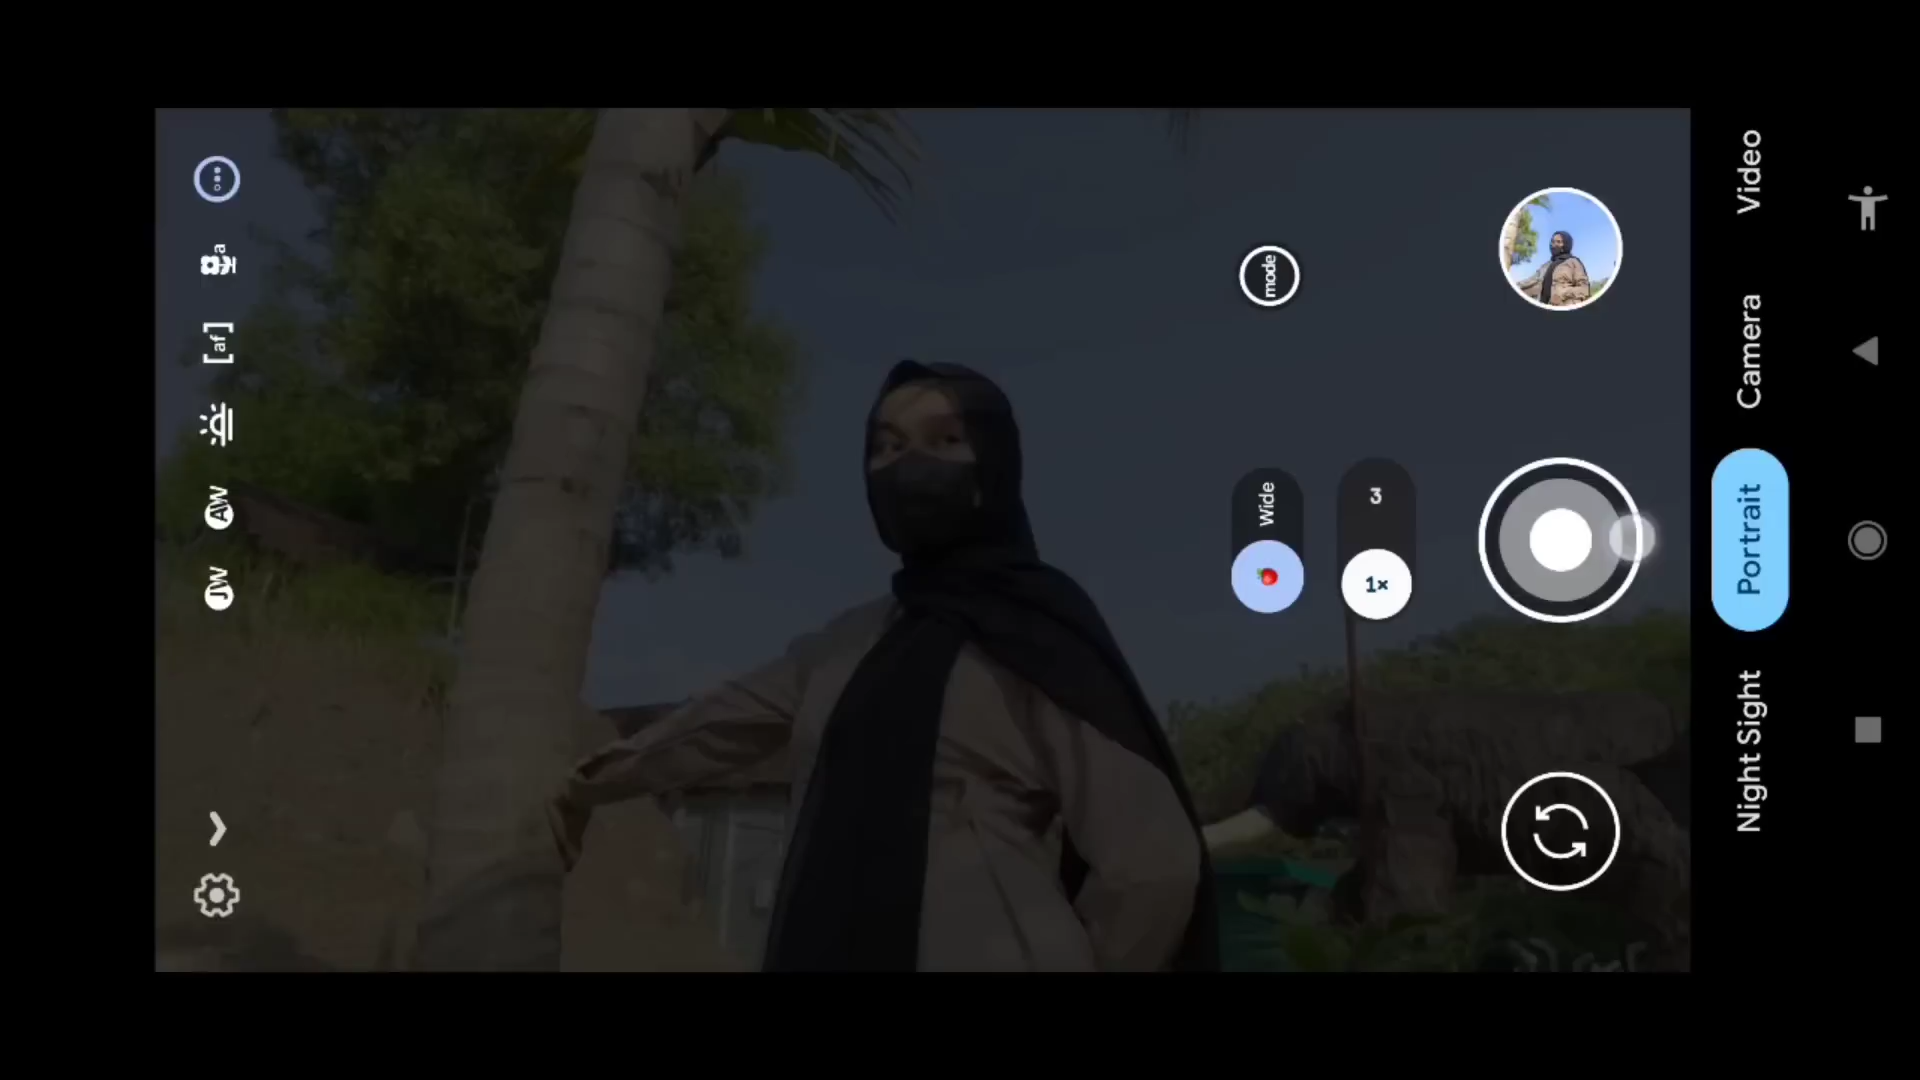 Video
Camera
Portrait
Night Sight
mode
Wide
3
1×
a
[af]
AW
JW